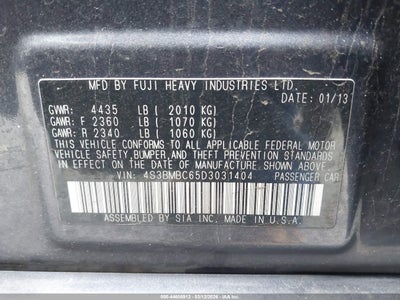 MFD BY FUJI HEAVY INDUSTRIES LTD.
DATE: 01/13
GVWR: 4435 LB ( 2010 KG)
GAWR: F 2360 LB ( 1070 KG)
GAWR: R 2340 LB ( 1060 KG)
THIS VEHICLE CONFORMS TO ALL APPLICABLE FEDERAL MOTOR
VEHICLE SAFETY, BUMPER, AND THEFT PREVENTION STANDARDS
IN EFFECT ON THE DATE OF MANUFACTURE SHOWN ABOVE.
VIN: 4S3BMBC65D3031404 PASSENGER CAR
ASSEMBLED BY SIA INC. IN U.S.A.